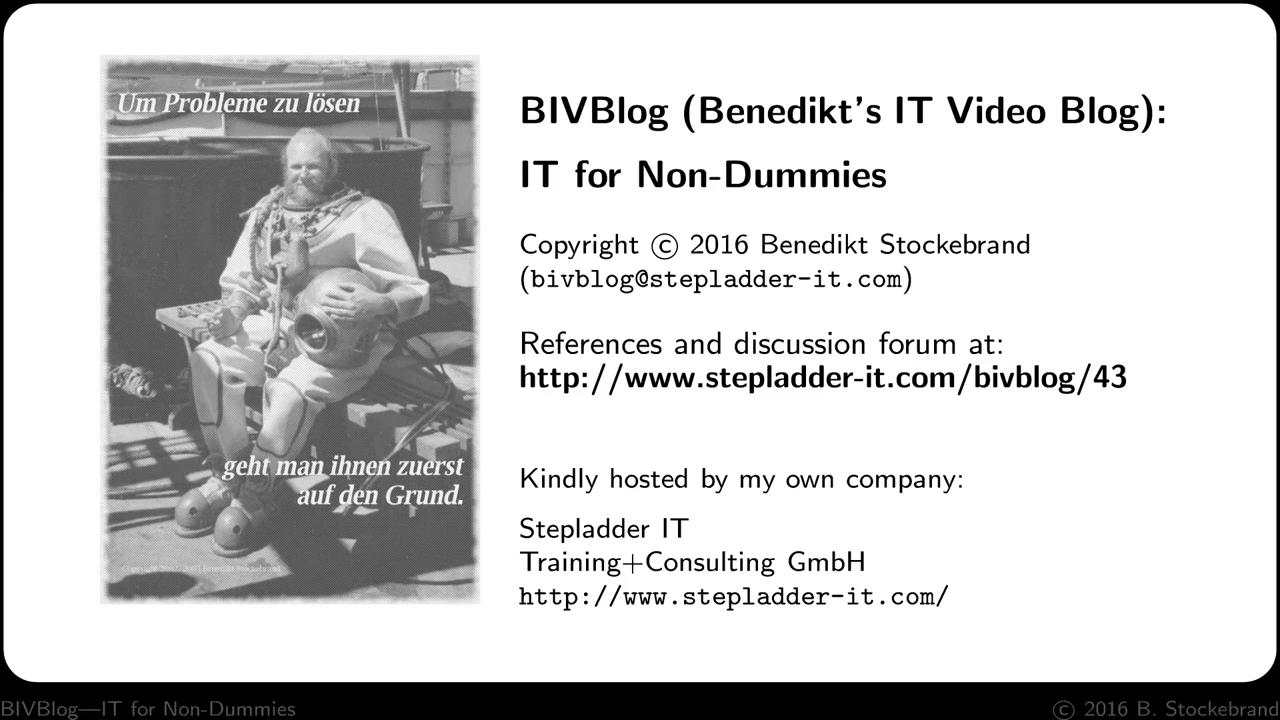 Um Probleme zu lösen
geht man ihnen zuerst
auf den Grund.
BIVBlog (Benedikt's IT Video Blog):
IT for Non-Dummies
Copyright © 2016 Benedikt Stockebrand
(bivblog@stepladder-it.com)
References and discussion forum at:
http://www.stepladder-it.com/bivblog/43
Kindly hosted by my own company:
Stepladder IT
Training+Consulting GmbH
http://www.stepladder-it.com/
BIVBlog—IT for Non-Dummies
© 2016 B. Stockebrand